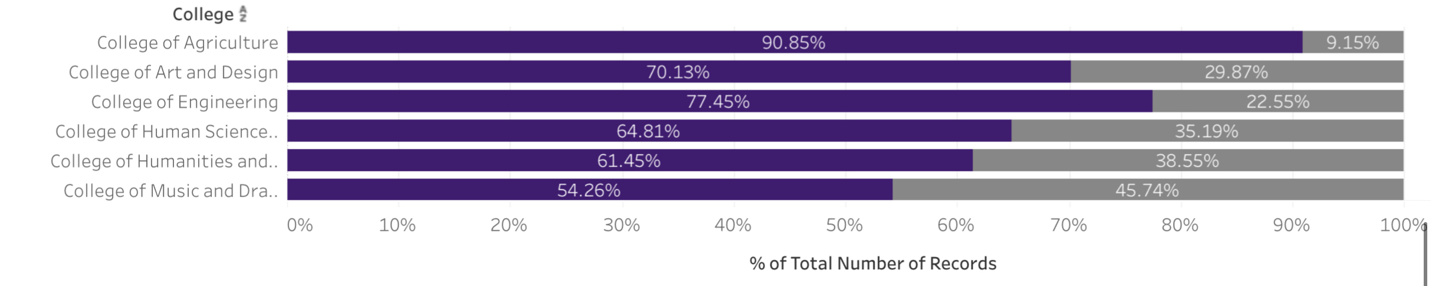 College
College of Agriculture 90.85% 9.15%
College of Art and Design 70.13% 29.87%
College of Engineering 77.45% 22.55%
College of Human Science.. 64.81% 35.19%
College of Humanities and.. 61.45% 38.55%
College of Music and Dra.. 54.26% 45.74%
0% 10% 20% 30% 40% 50% 60% 70% 80% 90% 100%
% of Total Number of Records